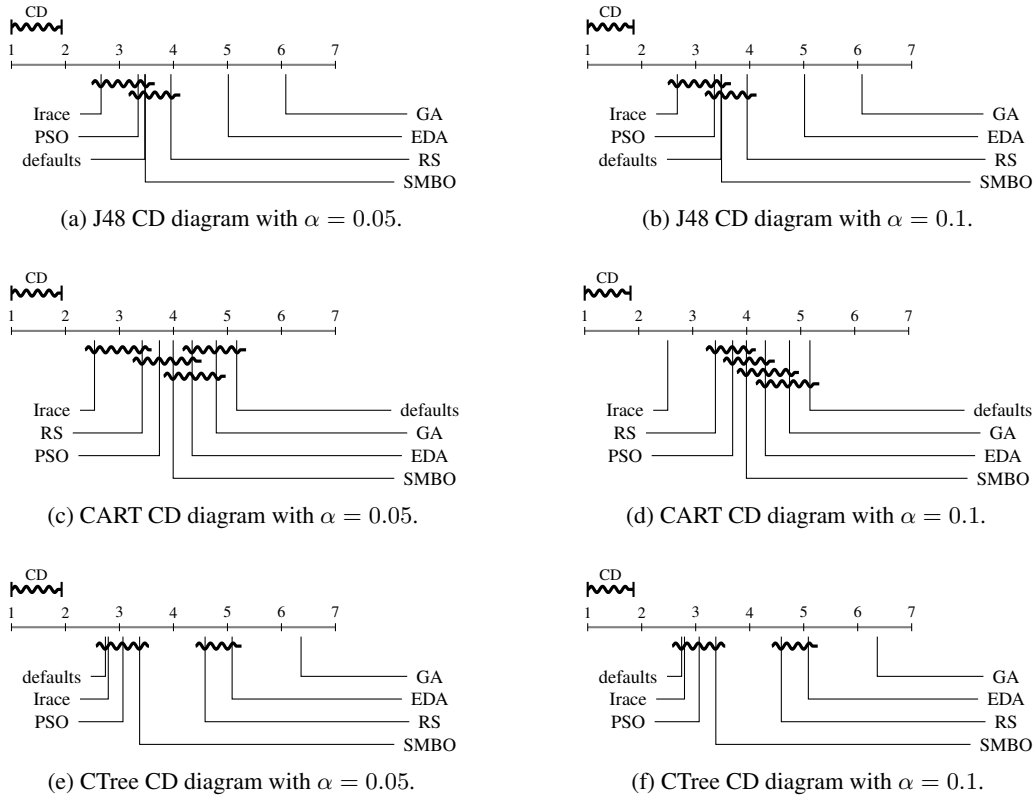 CD
1 2 3 4 5 6 7
Irace
PSO
defaults
GA
EDA
RS
SMBO
(a) J48 CD diagram with α = 0.05.
CD
1 2 3 4 5 6 7
Irace
PSO
defaults
GA
EDA
RS
SMBO
(b) J48 CD diagram with α = 0.1.
CD
1 2 3 4 5 6 7
Irace
RS
PSO
defaults
GA
EDA
SMBO
(c) CART CD diagram with α = 0.05.
CD
1 2 3 4 5 6 7
Irace
RS
PSO
defaults
GA
EDA
SMBO
(d) CART CD diagram with α = 0.1.
CD
1 2 3 4 5 6 7
defaults
Irace
PSO
GA
EDA
RS
SMBO
(e) CTree CD diagram with α = 0.05.
CD
1 2 3 4 5 6 7
defaults
Irace
PSO
GA
EDA
RS
SMBO
(f) CTree CD diagram with α = 0.1.